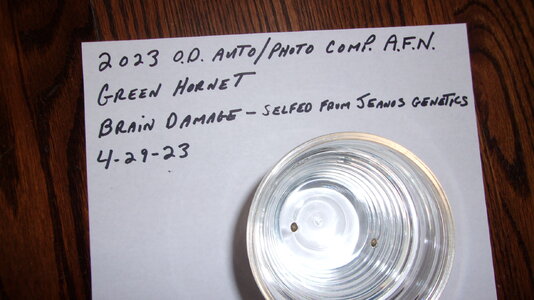 2023 O.D. AUTO/PHOTO COMP. A.F.N.
GREEN HORNET
BRAIN DAMAGE - SELFED FROM JEANOS GENETICS
4-29-23